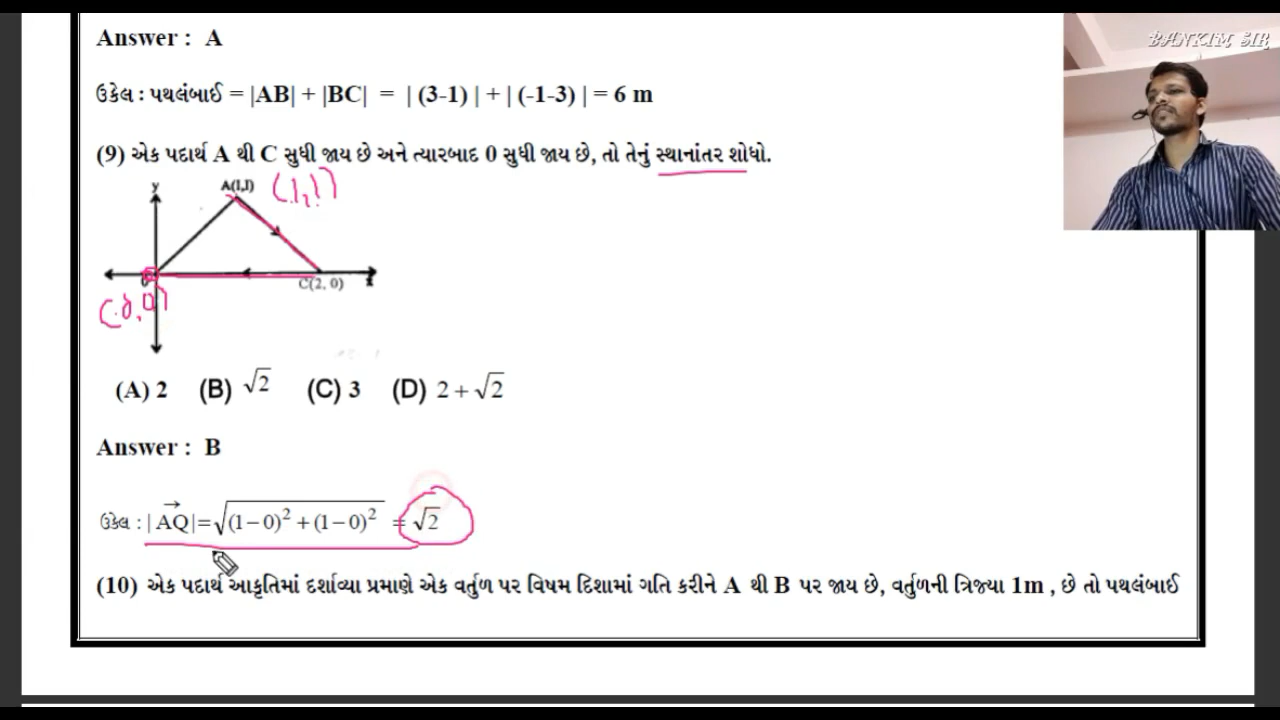 BANKIM SIR
Answer : A
ઉકેલ : પથલંબાઈ = |AB| + |BC| = | (3-1) | + | (-1-3) | = 6 m
(9) એક પદાર્થ A થી C સુધી જાય છે અને ત્યારબાદ 0 સુધી જાય છે, તો તેનું સ્થાનાંતર શોધો.
y
A(1,1) (1,1)
C(2, 0) x
(0,0)
(A) 2 (B) √2 (C) 3 (D) 2 + √2
Answer : B
ઉકેલ : | AQ⃗ |= √(1−0)² + (1−0)² = √2
(10) એક પદાર્થ આકૃતિમાં દર્શાવ્યા પ્રમાણે એક વર્તુળ પર વિષમ દિશામાં ગતિ કરીને A થી B પર જાય છે, વર્તુળની ત્રિજ્યા 1m , છે તો પથલંબાઈ